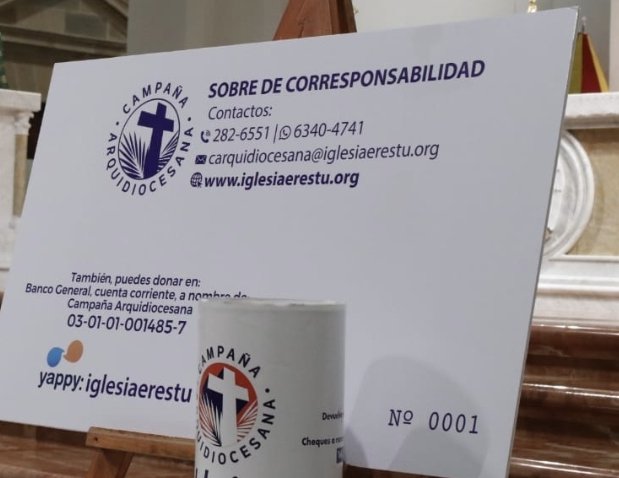 CAMPAÑA
ARQUIDIOCESANA
SOBRE DE CORRESPONSABILIDAD
Contactos:
282-6551 | 6340-4741
carquidiocesana@iglesiaerestu.org
www.iglesiaerestu.org
También, puedes donar en:
Banco General, cuenta corriente, a nombre de:
Campaña Arquidiocesana
03-01-01-001485-7
yappy: iglesiaerestu
Nº 0001
CAMPAÑA
ARQUIDIOCESANA
Cheques a